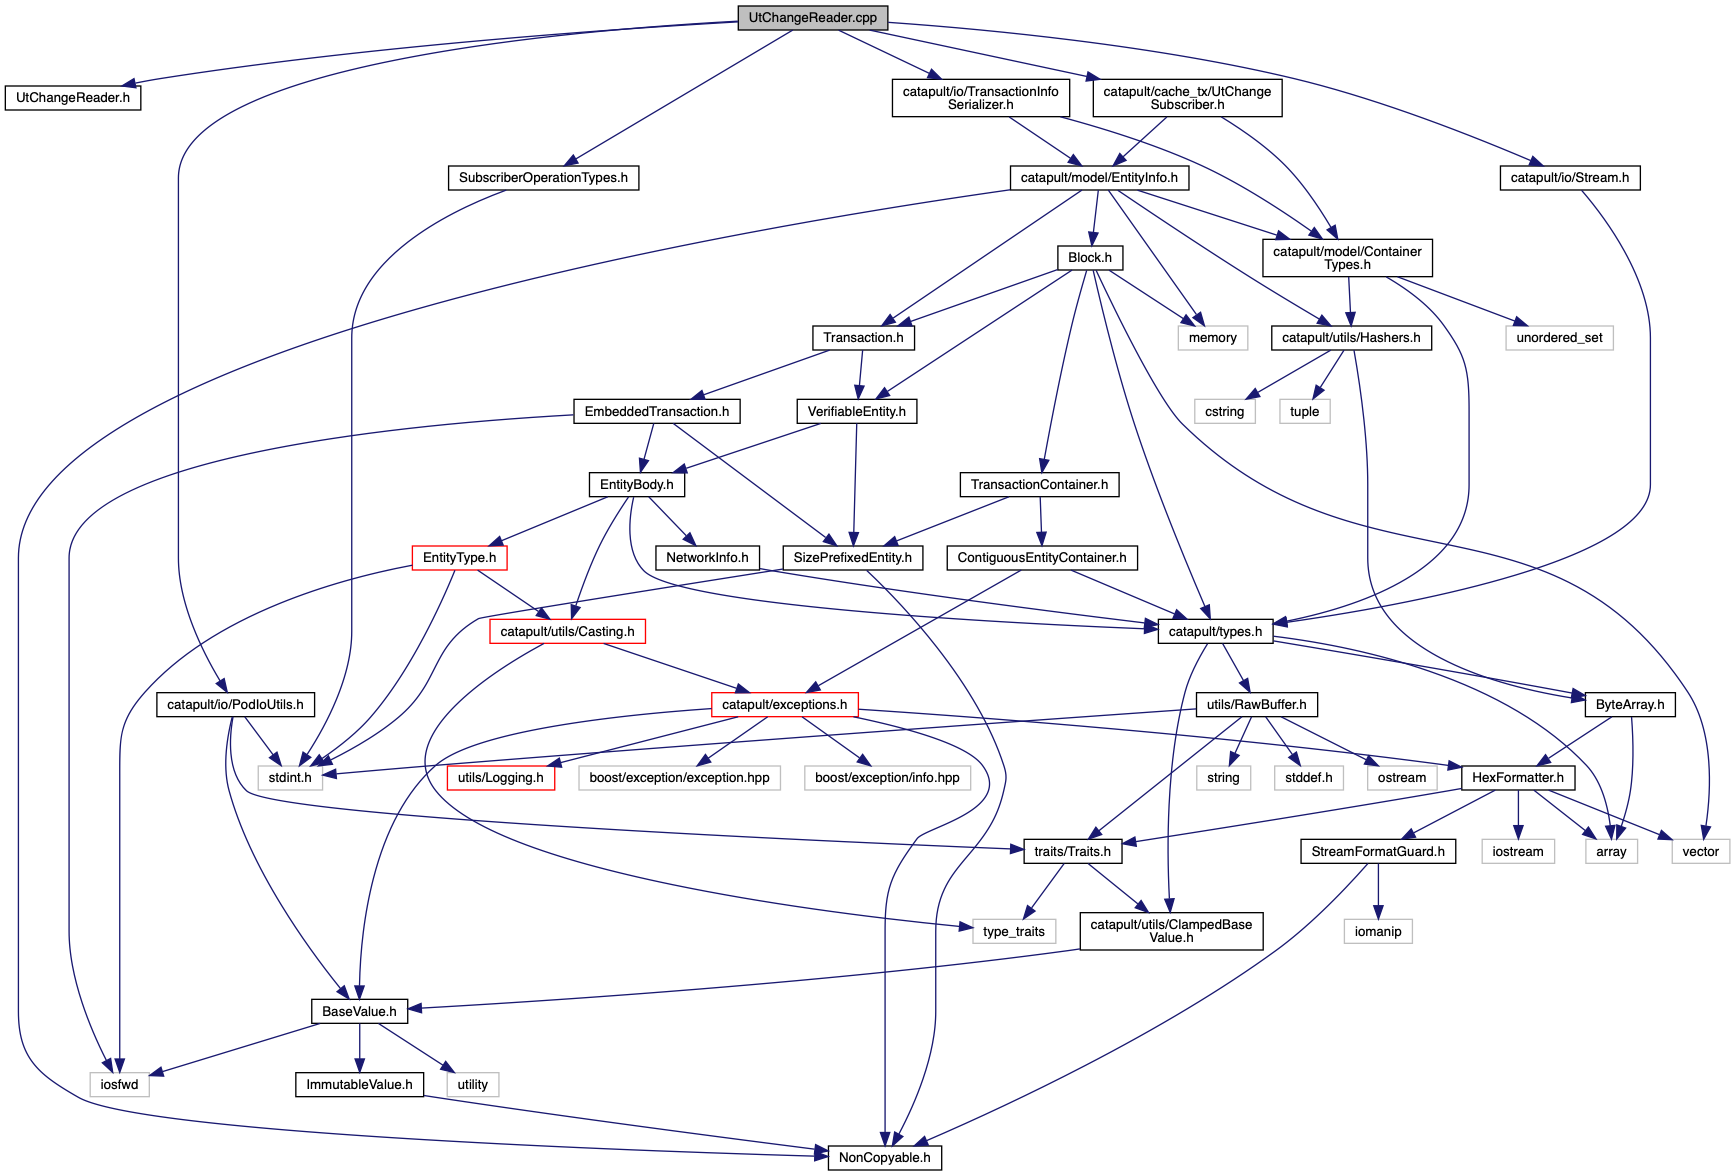 UtChangeReader.cpp
UtChangeReader.h
catapult/io/TransactionInfo
Serializer.h
catapult/cache_tx/UtChange
Subscriber.h
SubscriberOperationTypes.h
catapult/model/EntityInfo.h
catapult/io/Stream.h
Block.h
catapult/model/Container
Types.h
Transaction.h
memory
catapult/utils/Hashers.h
unordered_set
EmbeddedTransaction.h
VerifiableEntity.h
cstring
tuple
EntityBody.h
TransactionContainer.h
EntityType.h
NetworkInfo.h
SizePrefixedEntity.h
ContiguousEntityContainer.h
catapult/utils/Casting.h
catapult/types.h
catapult/io/PodIoUtils.h
catapult/exceptions.h
utils/RawBuffer.h
ByteArray.h
stdint.h
utils/Logging.h
boost/exception/exception.hpp
boost/exception/info.hpp
string
stddef.h
ostream
HexFormatter.h
traits/Traits.h
StreamFormatGuard.h
iostream
array
vector
type_traits
catapult/utils/ClampedBase
Value.h
iomanip
BaseValue.h
iosfwd
ImmutableValue.h
utility
NonCopyable.h